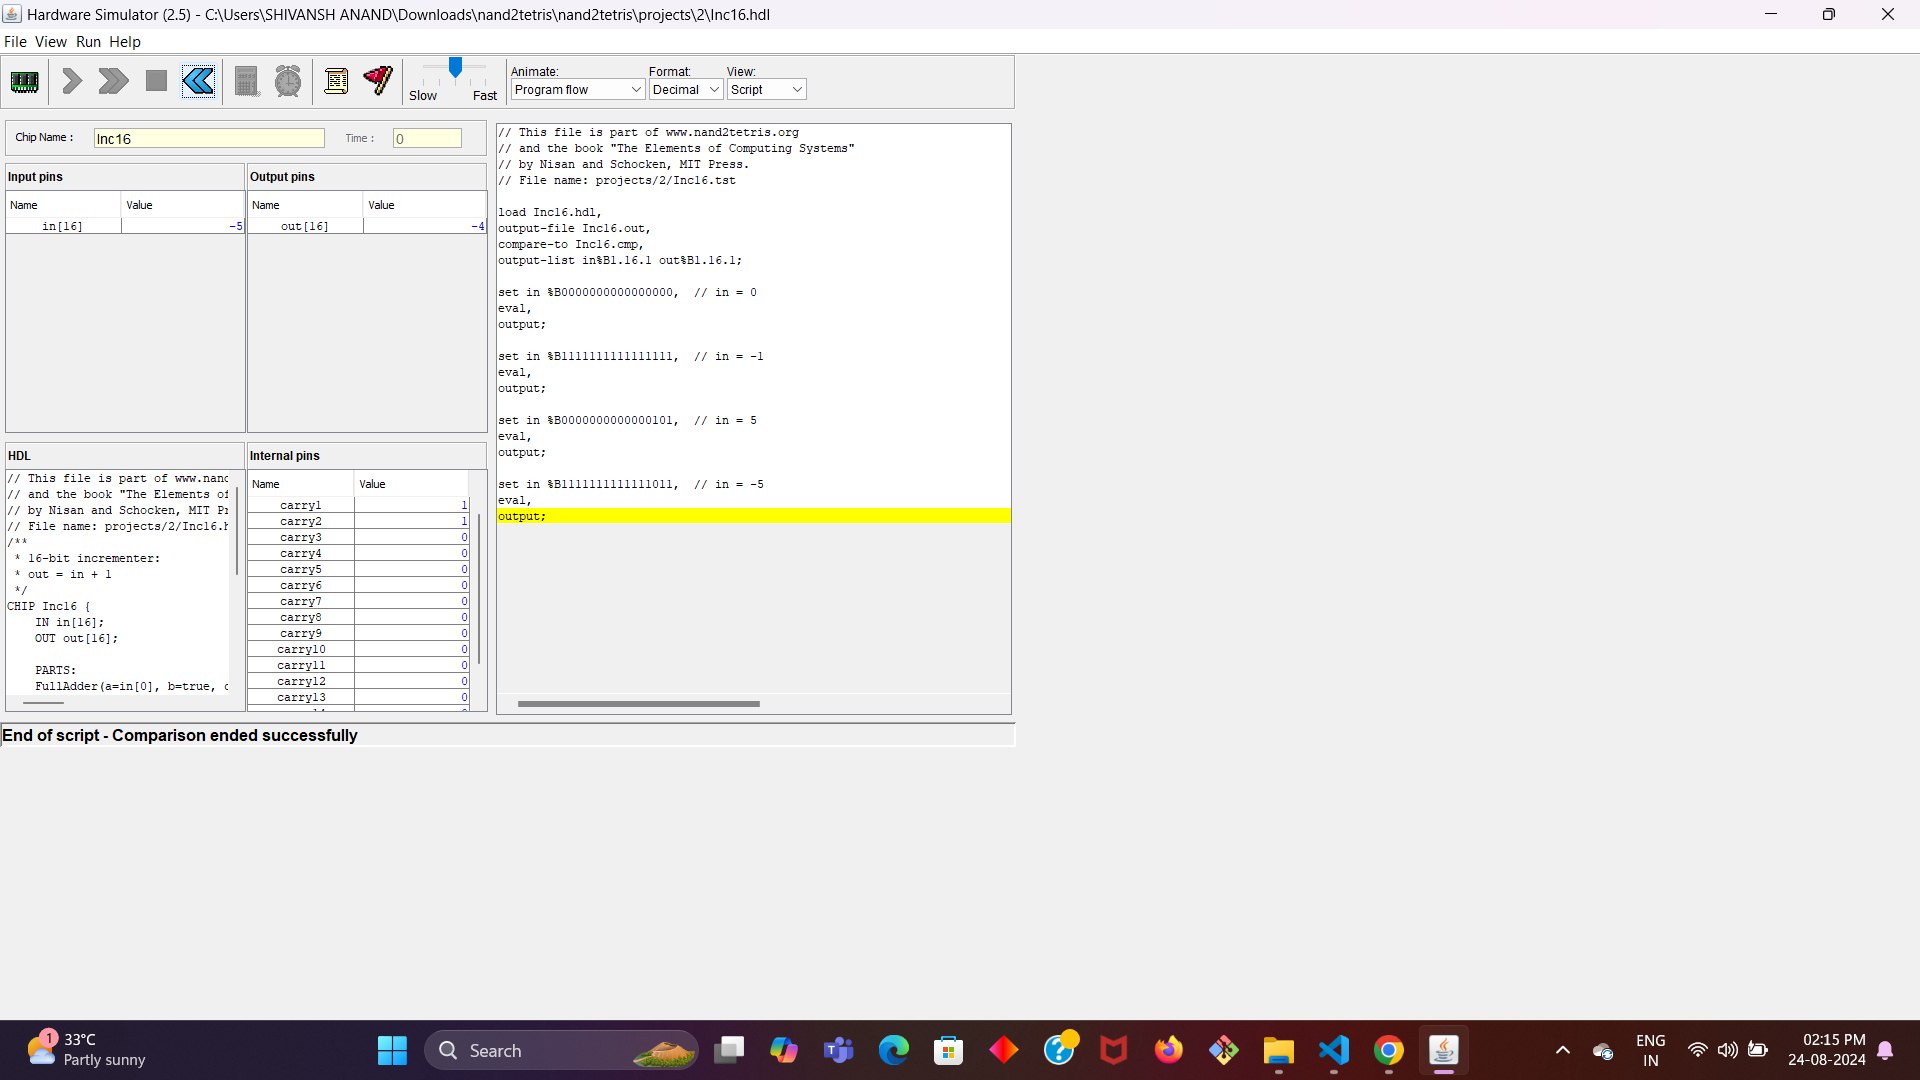 Hardware Simulator (2.5) - C:\Users\SHIVANSH ANAND\Downloads\nand2tetris\nand2tetris\projects\2\Inc16.hdl
File View Run Help
Slow Fast
Animate: Format: View:
Program flow Decimal Script
Chip Name : Inc16 Time : 0
Input pins
Name Value
in[16] -5
Output pins
Name Value
out[16] -4
HDL
// This file is part of www.nand
// and the book "The Elements of
// by Nisan and Schocken, MIT Pr
// File name: projects/2/Inc16.h
/**
* 16-bit incrementer:
* out = in + 1
*/
CHIP Inc16 {
IN in[16];
OUT out[16];
PARTS:
FullAdder(a=in[0], b=true, c
Internal pins
Name Value
carry1 1
carry2 1
carry3 0
carry4 0
carry5 0
carry6 0
carry7 0
carry8 0
carry9 0
carry10 0
carry11 0
carry12 0
carry13 0
// This file is part of www.nand2tetris.org
// and the book "The Elements of Computing Systems"
// by Nisan and Schocken, MIT Press.
// File name: projects/2/Inc16.tst
load Inc16.hdl,
output-file Inc16.out,
compare-to Inc16.cmp,
output-list in%B1.16.1 out%B1.16.1;
set in %B0000000000000000, // in = 0
eval,
output;
set in %B1111111111111111, // in = -1
eval,
output;
set in %B0000000000000101, // in = 5
eval,
output;
set in %B1111111111111011, // in = -5
eval,
output;
End of script - Comparison ended successfully
1
33°C
Partly sunny
Search
ENG
IN
02:15 PM
24-08-2024